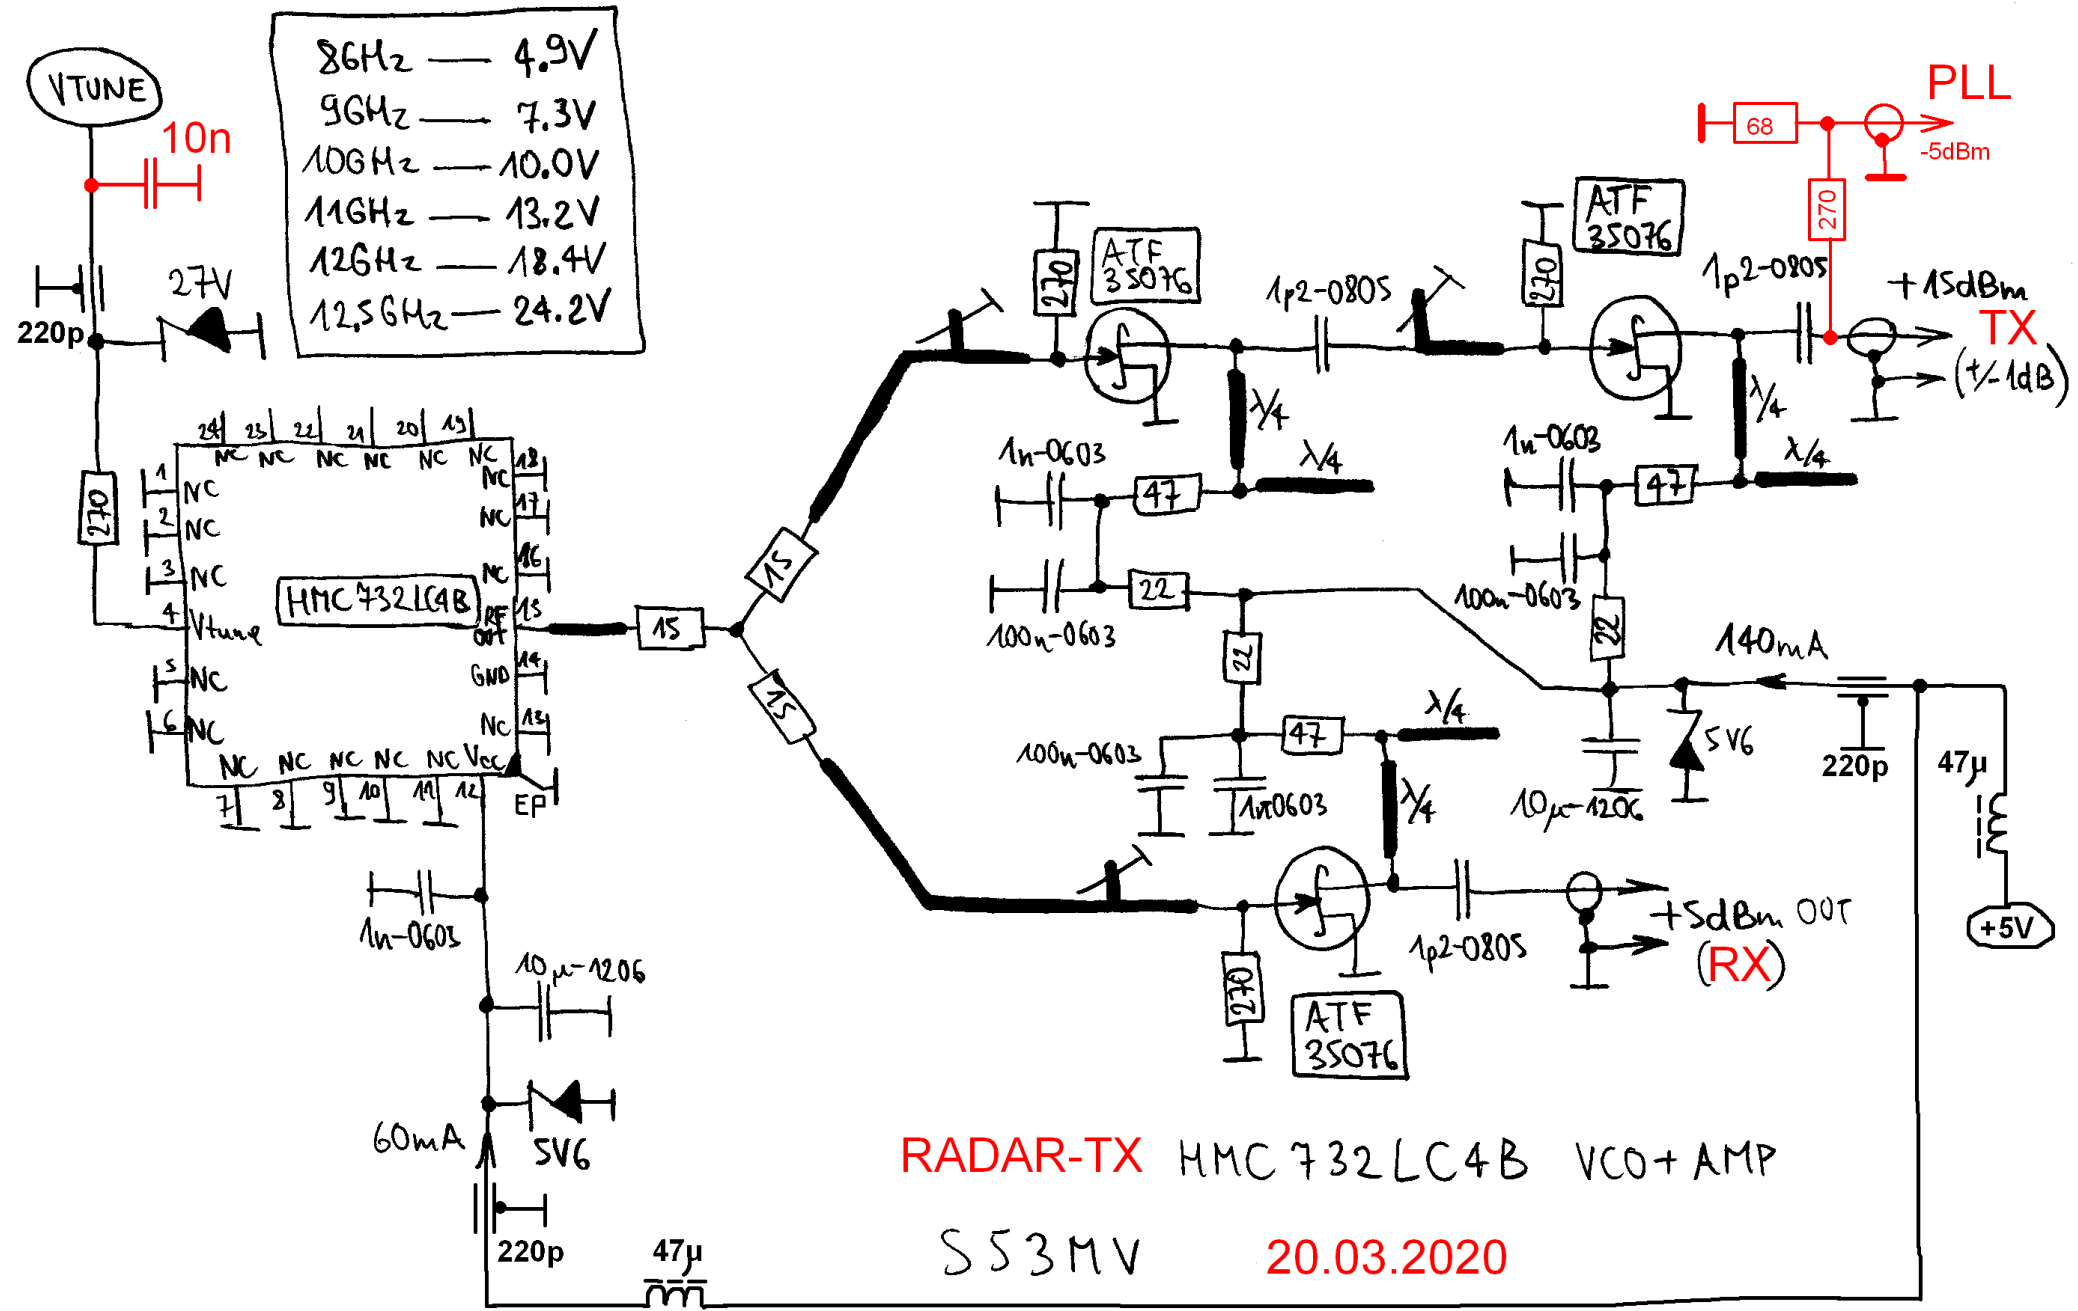 VTUNE
10n
8GHz — 4.9V
9GHz — 7.3V
10GHz — 10.0V
11GHz — 13.2V
12GHz — 18.4V
12,5GHz — 24.2V
220p
27V
270
24 23 22 21 20 19
NC NC NC NC NC NC
1 NC
2 NC
3 NC
4 Vtune
5 NC
6 NC
HMC732LC4B
NC 18
NC 17
NC 16
RF OUT 15
GND 14
NC 13
NC NC NC NC NC Vcc
7 8 9 10 11 12
EP
1n-0603
10µ-1206
60mA
5V6
220p
47µ
15
15
15
270
ATF
35076
1p2-0805
270
ATF
35076
1p2-0805
PLL
68
-5dBm
270
+15dBm
TX
(+/-1dB)
λ/4
λ/4
1n-0603
47
100n-0603
22
λ/4
λ/4
1n-0603
47
100n-0603
22
140mA
22
100n-0603
1n0603
47
λ/4
λ/4
10µ-1206
5V6
220p
47µ
+5V
270
ATF
35076
1p2-0805
+5dBm OUT
(RX)
RADAR-TX HMC732LC4B VCO+AMP
S53MV 20.03.2020